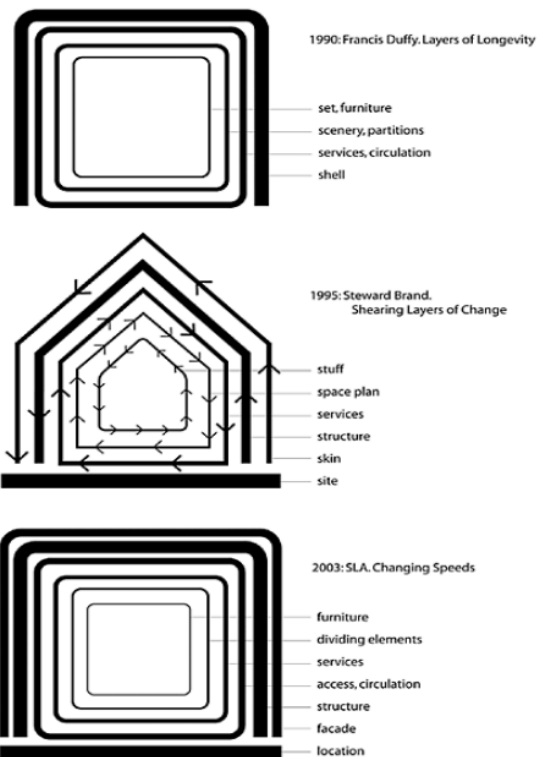 1990: Francis Duffy. Layers of Longevity
set, furniture
scenery, partitions
services, circulation
shell
1995: Steward Brand.
Shearing Layers of Change
stuff
space plan
services
structure
skin
site
2003: SLA. Changing Speeds
furniture
dividing elements
services
access, circulation
structure
facade
location